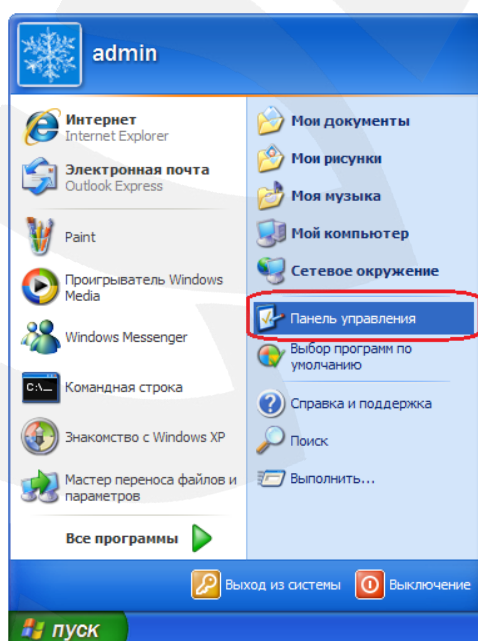 admin
Интернет
Internet Explorer
Электронная почта
Outlook Express
Paint
Проигрыватель Windows
Media
Windows Messenger
C:\_
Командная строка
Знакомство с Windows XP
Мастер переноса файлов и
параметров
Все программы
Мои документы
Мои рисунки
Моя музыка
Мой компьютер
Сетевое окружение
Панель управления
Выбор программ по
умолчанию
Справка и поддержка
Поиск
Выполнить...
Выход из системы
Выключение
пуск